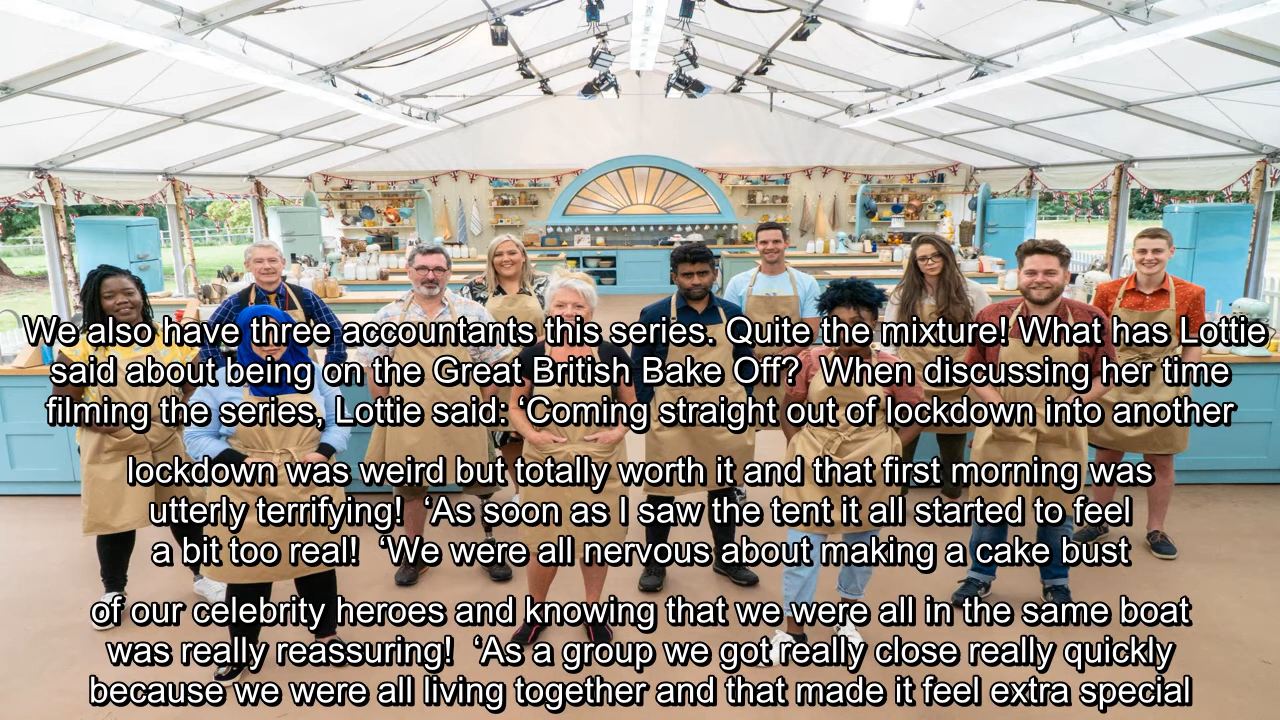 We also have three accountants this series. Quite the mixture! What has Lottie
said about being on the Great British Bake Off?  When discussing her time
filming the series, Lottie said: ‘Coming straight out of lockdown into another
lockdown was weird but totally worth it and that first morning was
utterly terrifying!  ‘As soon as I saw the tent it all started to feel
a bit too real!  ‘We were all nervous about making a cake bust
of our celebrity heroes and knowing that we were all in the same boat
was really reassuring!  ‘As a group we got really close really quickly
because we were all living together and that made it feel extra special